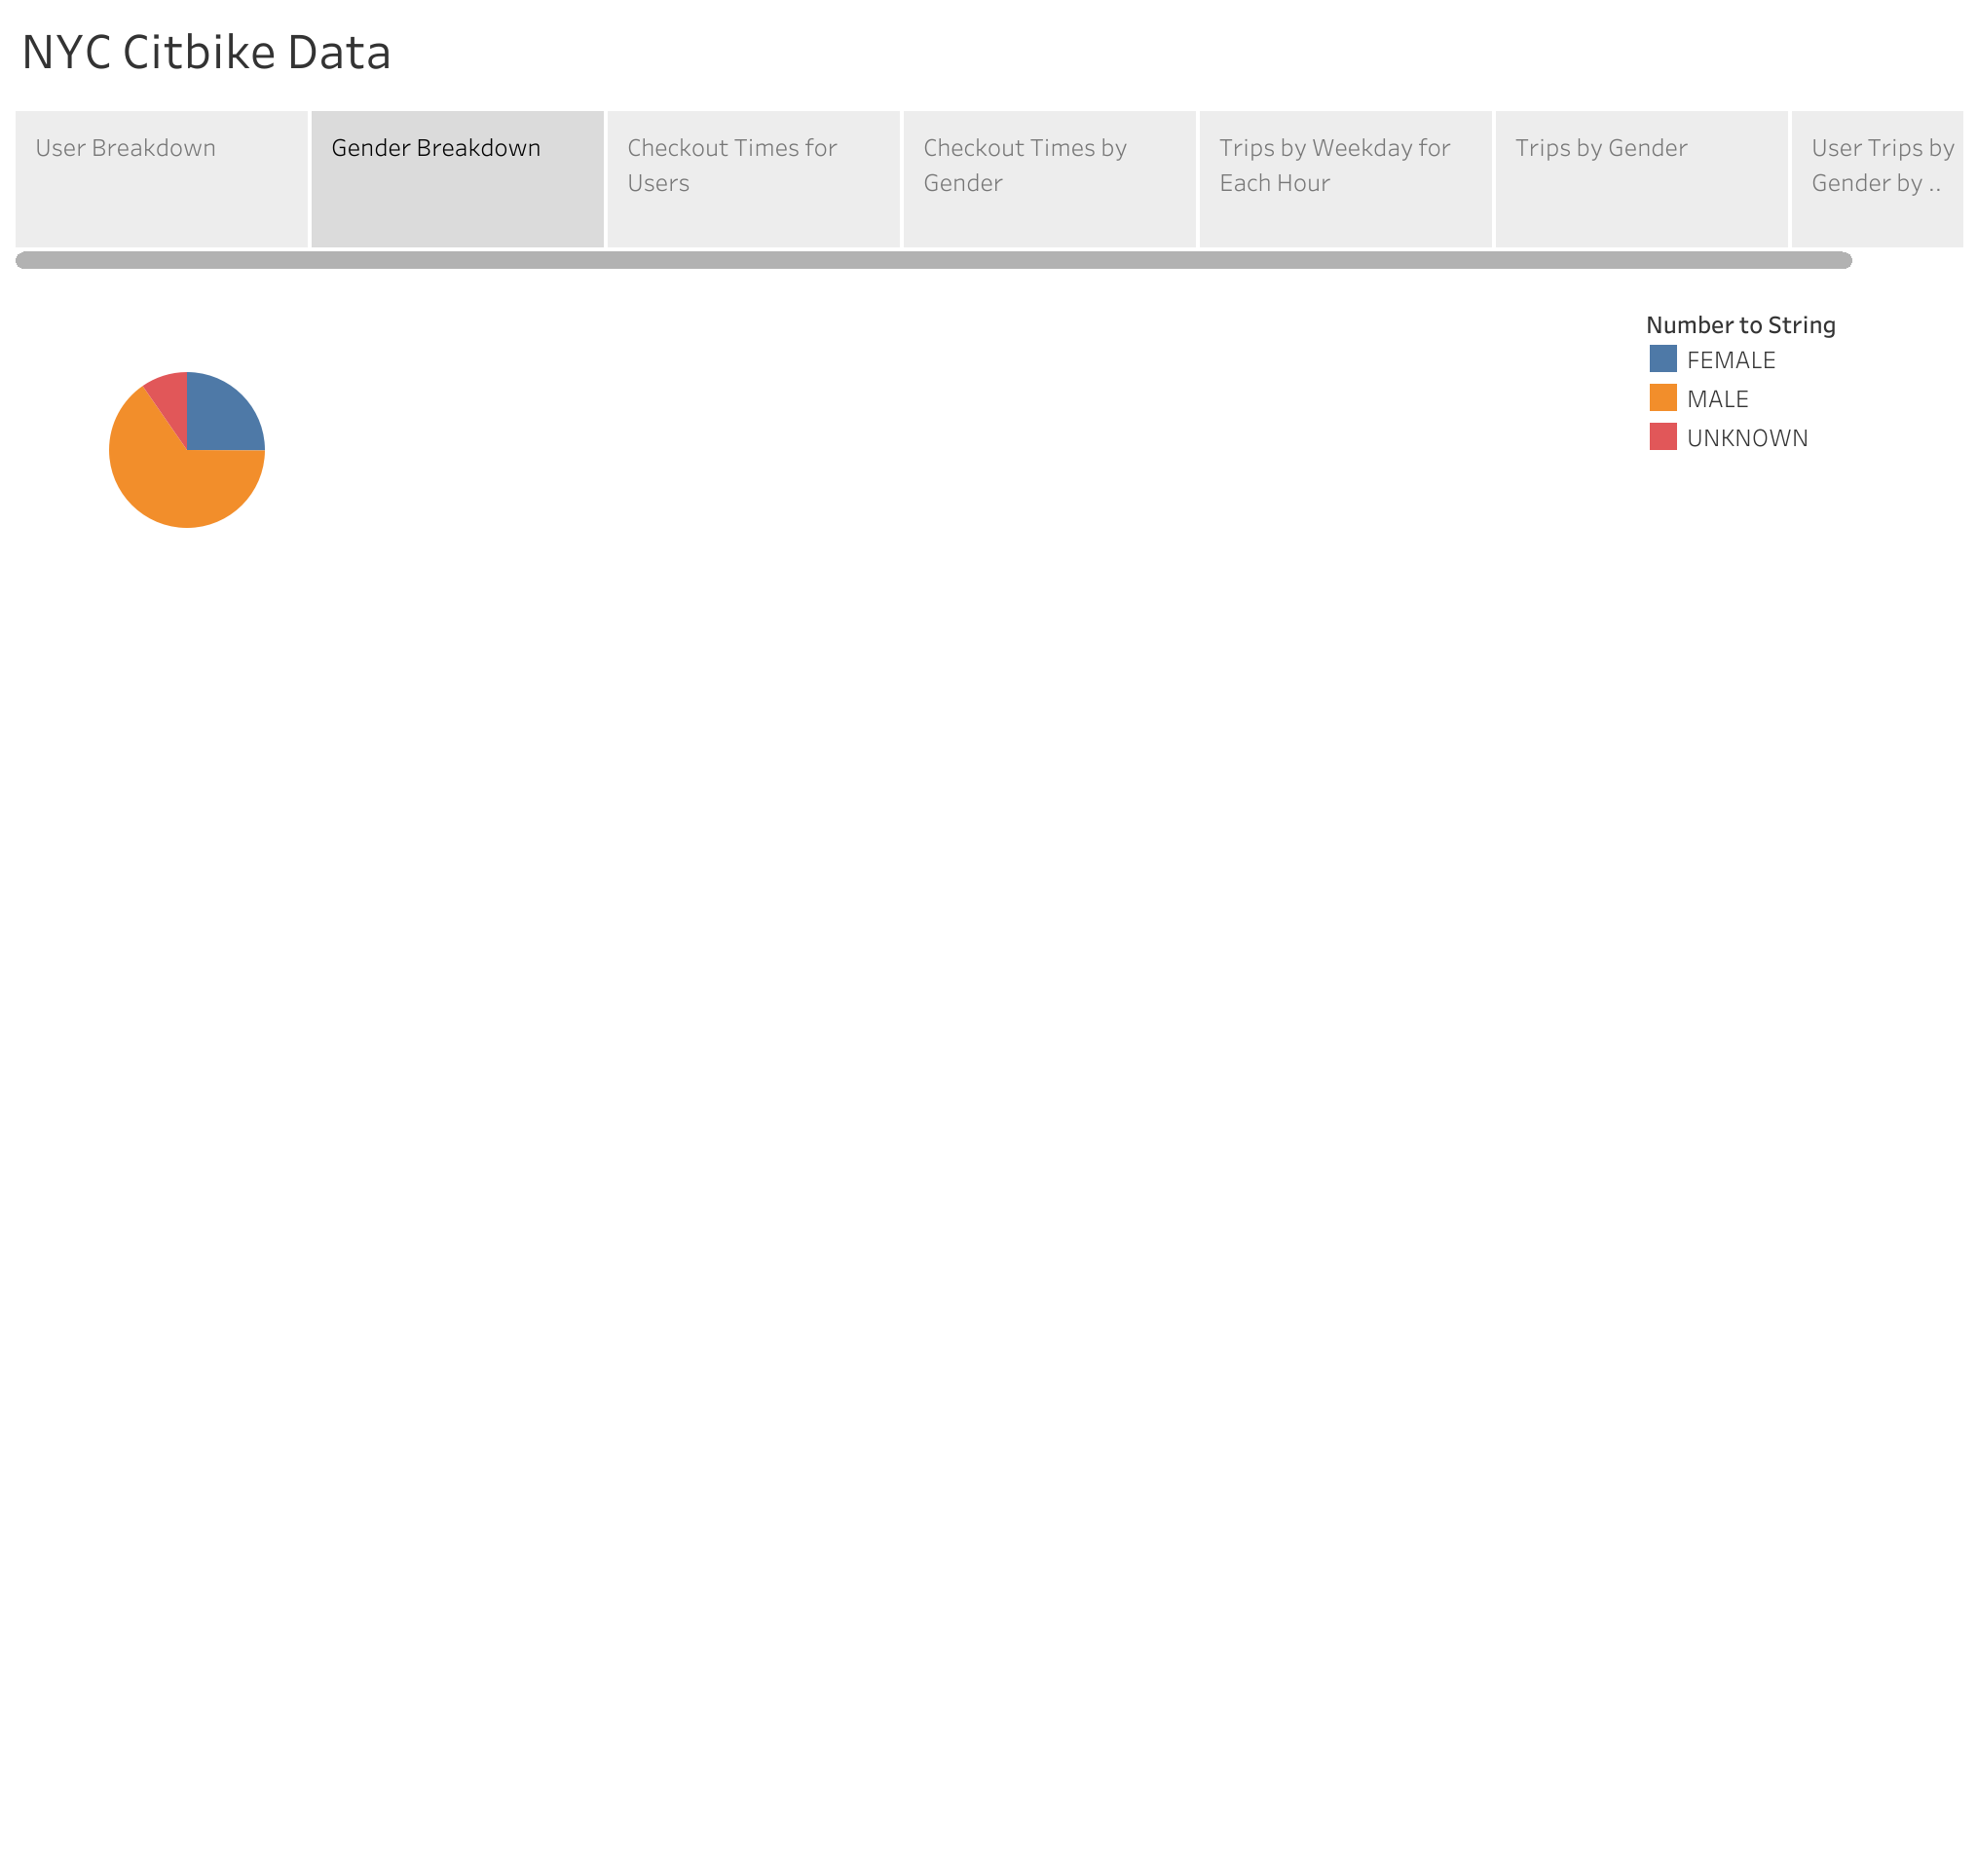 NYC Citbike Data
User Breakdown
Gender Breakdown
Checkout Times for
Users
Checkout Times by
Gender
Trips by Weekday for
Each Hour
Trips by Gender
User Trips by
Gender by ..
Number to String
FEMALE
MALE
UNKNOWN